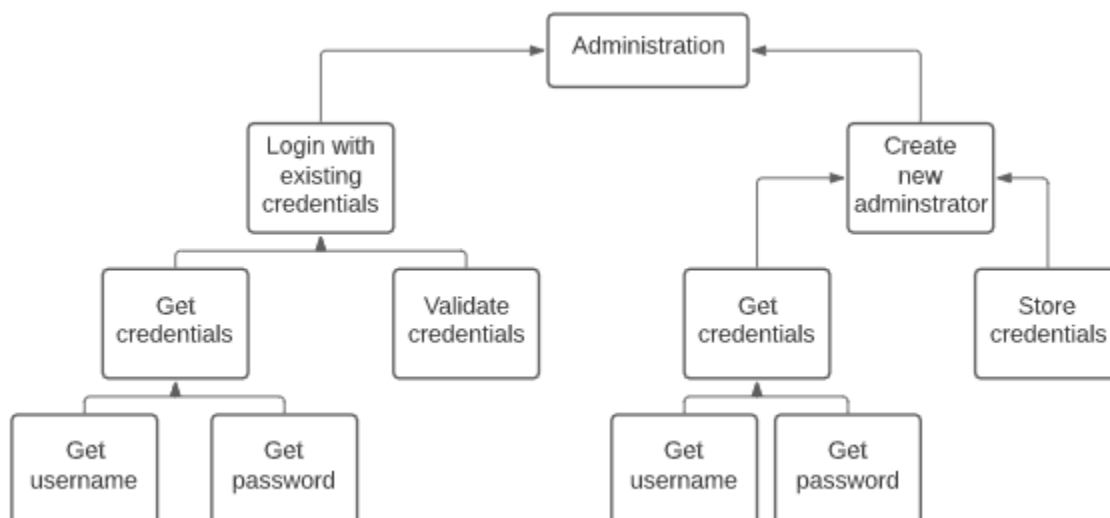 Administration
Login with
existing
credentials
Create
new
adminstrator
Get
credentials
Validate
credentials
Get
credentials
Store
credentials
Get
username
Get
password
Get
username
Get
password